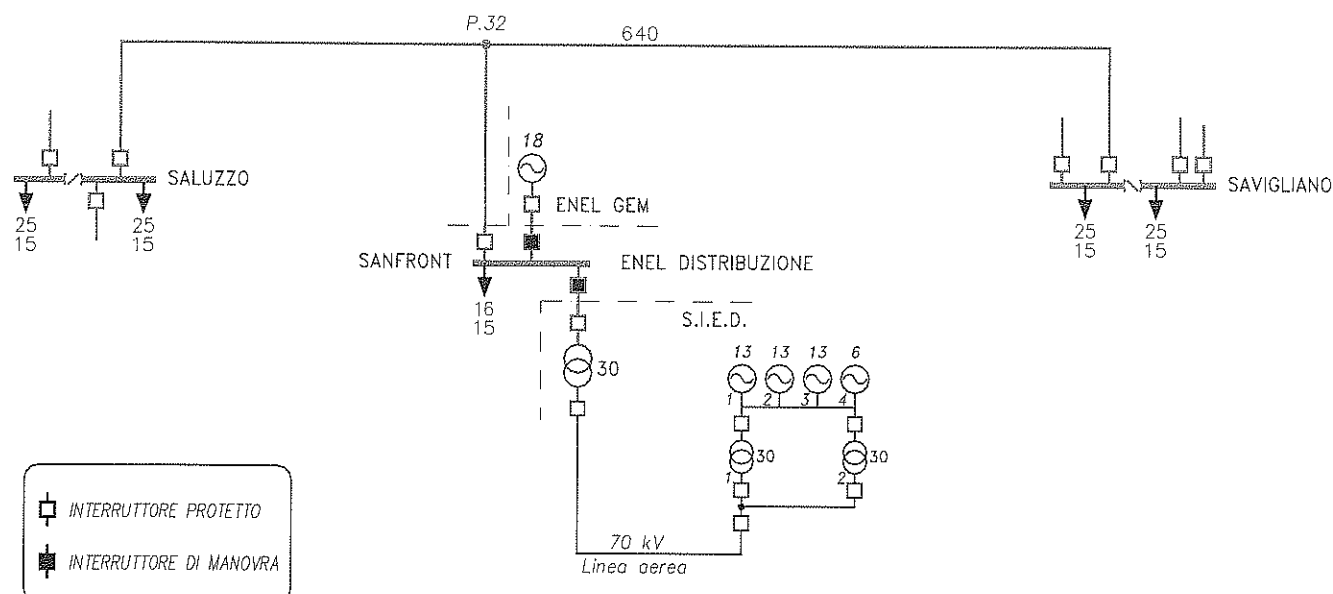 P.32
640
18
SALUZZO
SAVIGLIANO
ENEL GEM
25
15
25
15
25
15
25
15
SANFRONT
ENEL DISTRIBUZIONE
16
15
S.I.E.D.
30
13 13 13 6
1 2 3 4
30 30
1 2
70 kV
Linea aerea
INTERRUTTORE PROTETTO
INTERRUTTORE DI MANOVRA